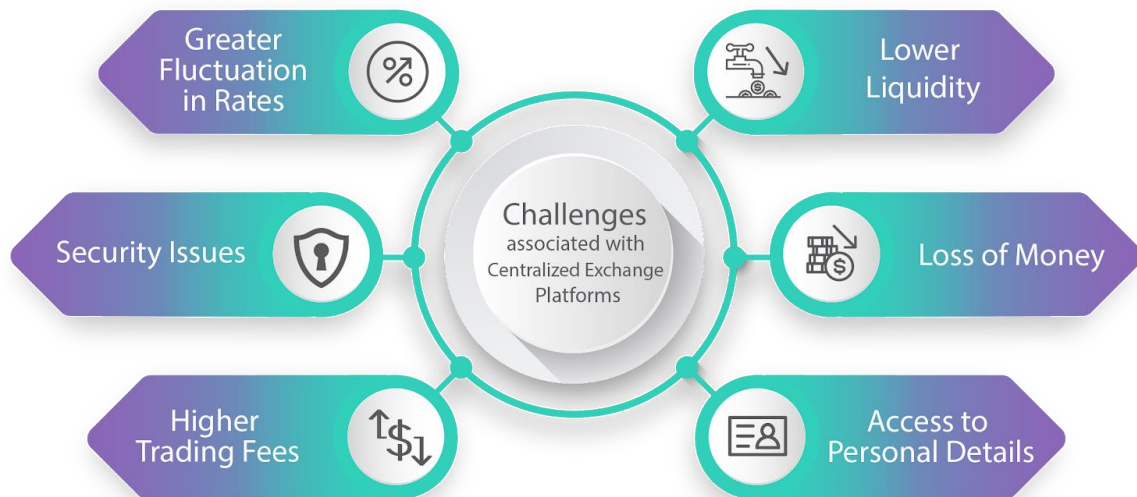 Greater
Fluctuation
in Rates
Lower
Liquidity
Security Issues
Challenges
associated with
Centralized Exchange
Platforms
Loss of Money
Higher
Trading Fees
Access to
Personal Details